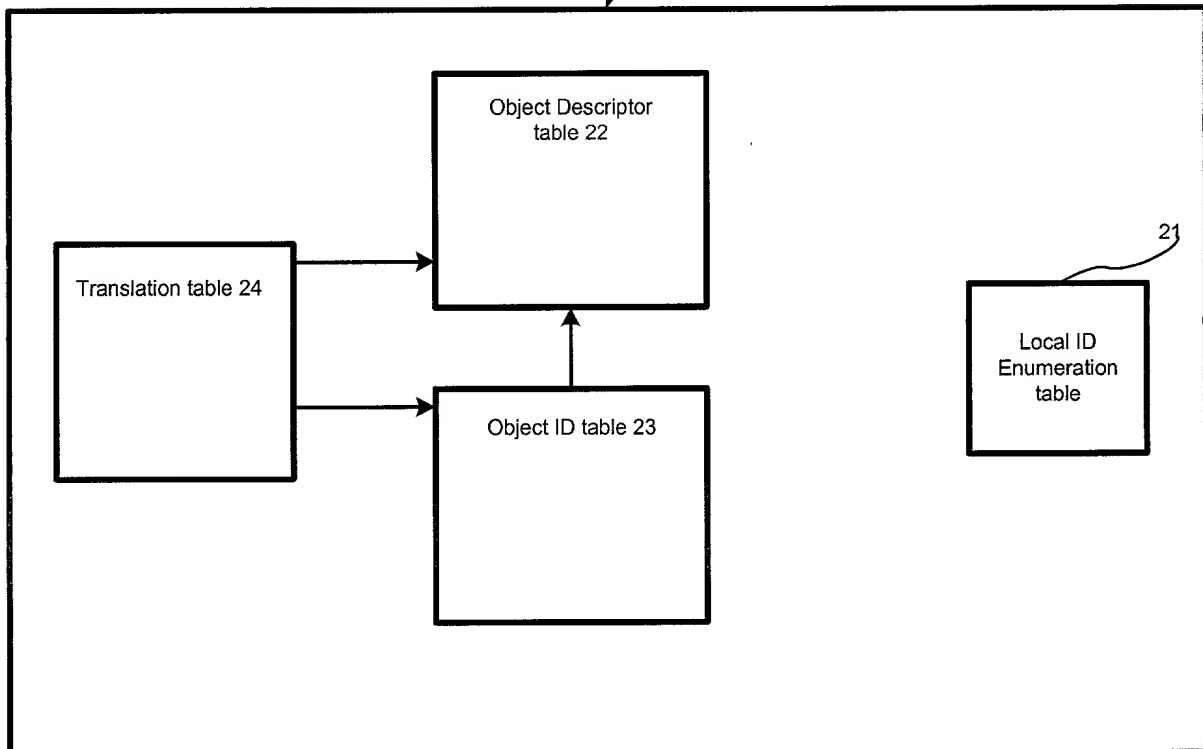 Object Descriptor
table 22
21
Translation table 24
Local ID
Enumeration
table
Object ID table 23